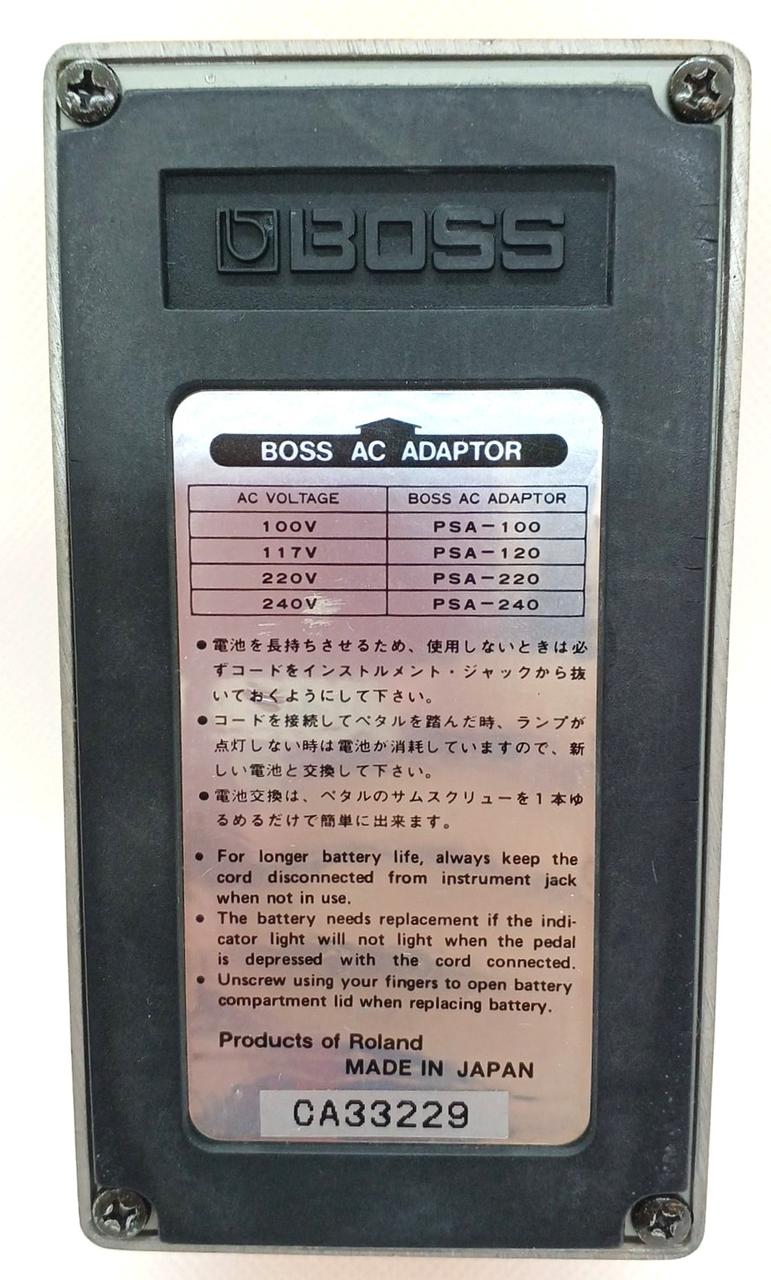 BOSS
BOSS AC ADAPTOR
AC VOLTAGE BOSS AC ADAPTOR
100V PSA-100
117V PSA-120
220V PSA-220
240V PSA-240
●電池を長持ちさせるため、使用しないときは必
ずコードをインストルメント・ジャックから抜
いておくようにして下さい。
●コードを接続してペタルを踏んだ時、ランプが
点灯しない時は電池が消耗していますので、新
しい電池と交換して下さい。
●電池交換は、ペタルのサムスクリューを1本ゆ
るめるだけで簡単に出来ます。
● For longer battery life, always keep the
cord disconnected from instrument jack
when not in use.
● The battery needs replacement if the indi-
cator light will not light when the pedal
is depressed with the cord connected.
● Unscrew using your fingers to open battery
compartment lid when replacing battery.
Products of Roland
MADE IN JAPAN
CA33229